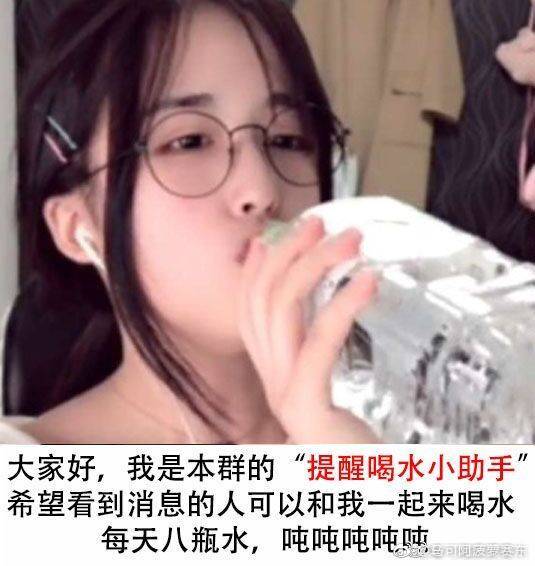 大家好，我是本群的“提醒喝水小助手”
希望看到消息的人可以和我一起来喝水
每天八瓶水，吨吨吨吨吨